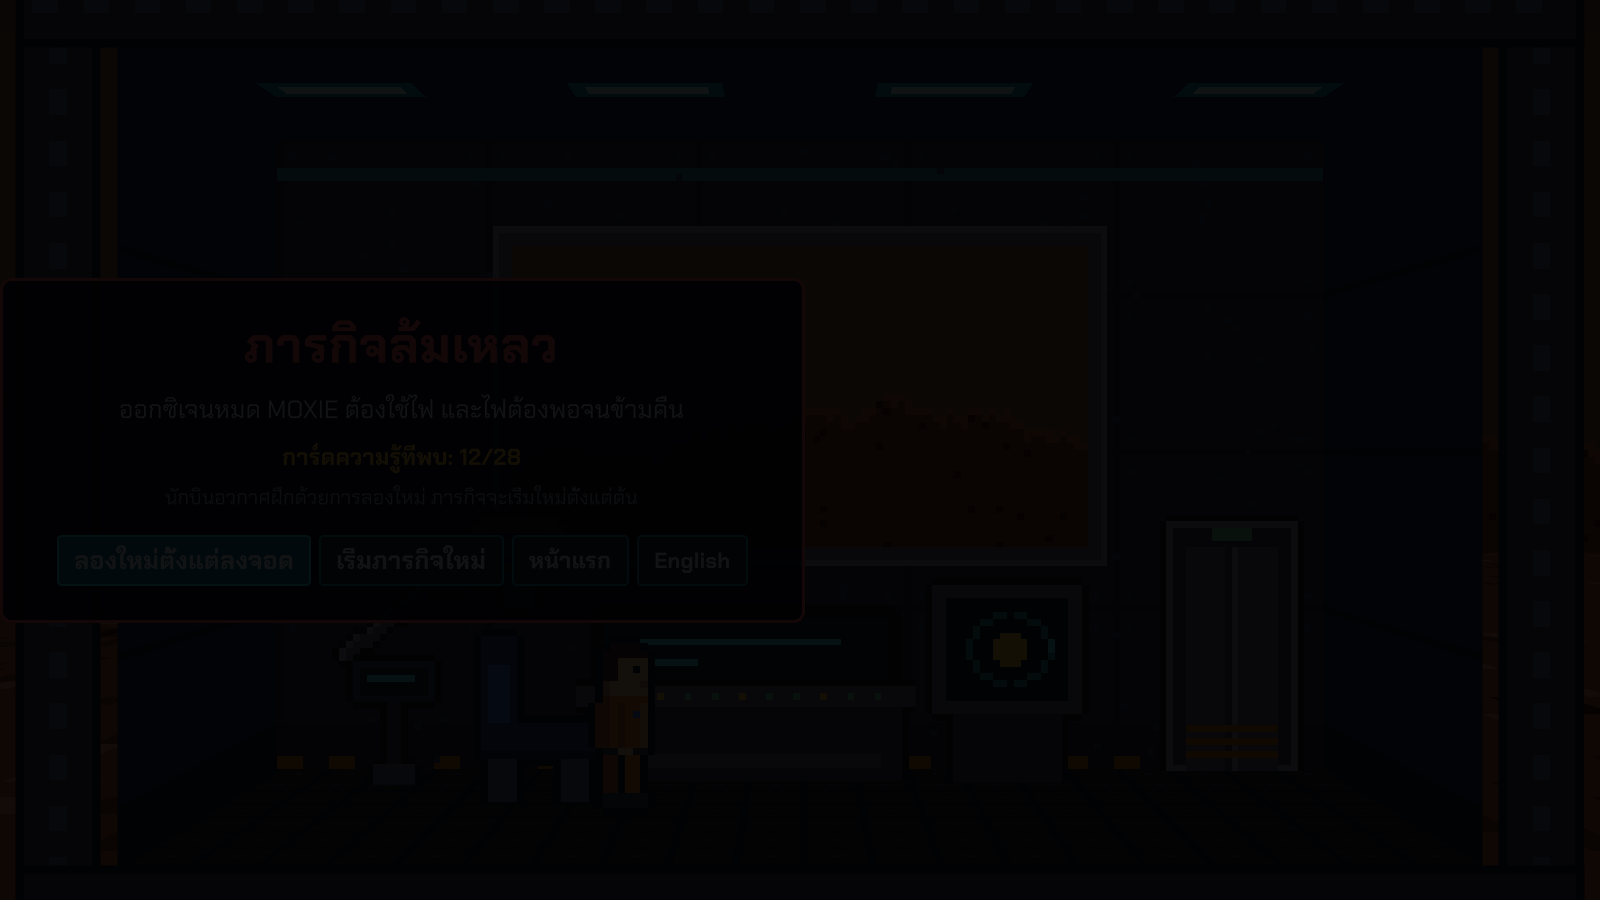 ภารกิจล้มเหลว
ออกซิเจนหมด MOXIE ต้องใช้ไฟ และไฟต้องพอจนข้ามคืน
การ์ดความรู้ที่พบ: 12/28
นักบินอวกาศฝึกด้วยการลองใหม่ ภารกิจจะเริ่มใหม่ตั้งแต่ต้น
ลองใหม่ตั้งแต่ลงจอด เริ่มภารกิจใหม่ หน้าแรก English